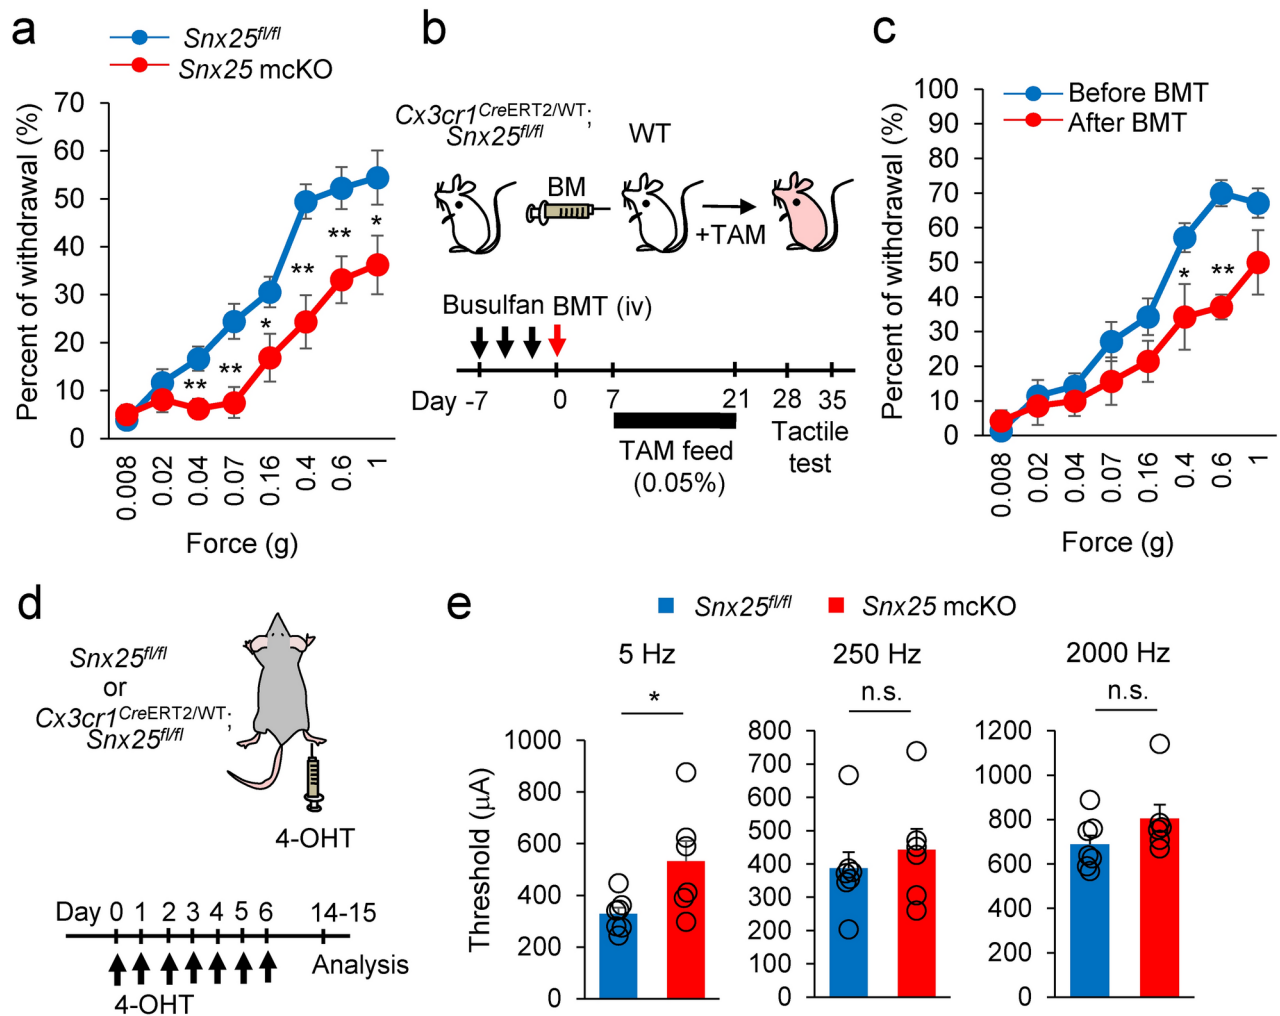 a
Snx25fl/fl
Snx25 mcKO
Percent of withdrawal (%)
70
60
50
40
30
20
10
0
**
**
*
**
**
*
0.008
0.02
0.04
0.07
0.16
0.4
0.6
1
Force (g)
b
Cx3cr1CreERT2/WT;
Snx25fl/fl
WT
BM
+TAM
Busulfan BMT (iv)
Day -7 0 7 21 28 35
TAM feed
(0.05%)
Tactile
test
c
Before BMT
After BMT
Percent of withdrawal (%)
100
90
80
70
60
50
40
30
20
10
0
*
**
0.008
0.02
0.04
0.07
0.16
0.4
0.6
1
Force (g)
d
Snx25fl/fl
or
Cx3cr1CreERT2/WT;
Snx25fl/fl
4-OHT
Day 0 1 2 3 4 5 6 14-15
Analysis
4-OHT
e
Snx25fl/fl
Snx25 mcKO
5 Hz
*
Threshold (µA)
1000
800
600
400
200
0
250 Hz
n.s.
800
700
600
500
400
300
200
100
0
2000 Hz
n.s.
1200
1000
800
600
400
200
0